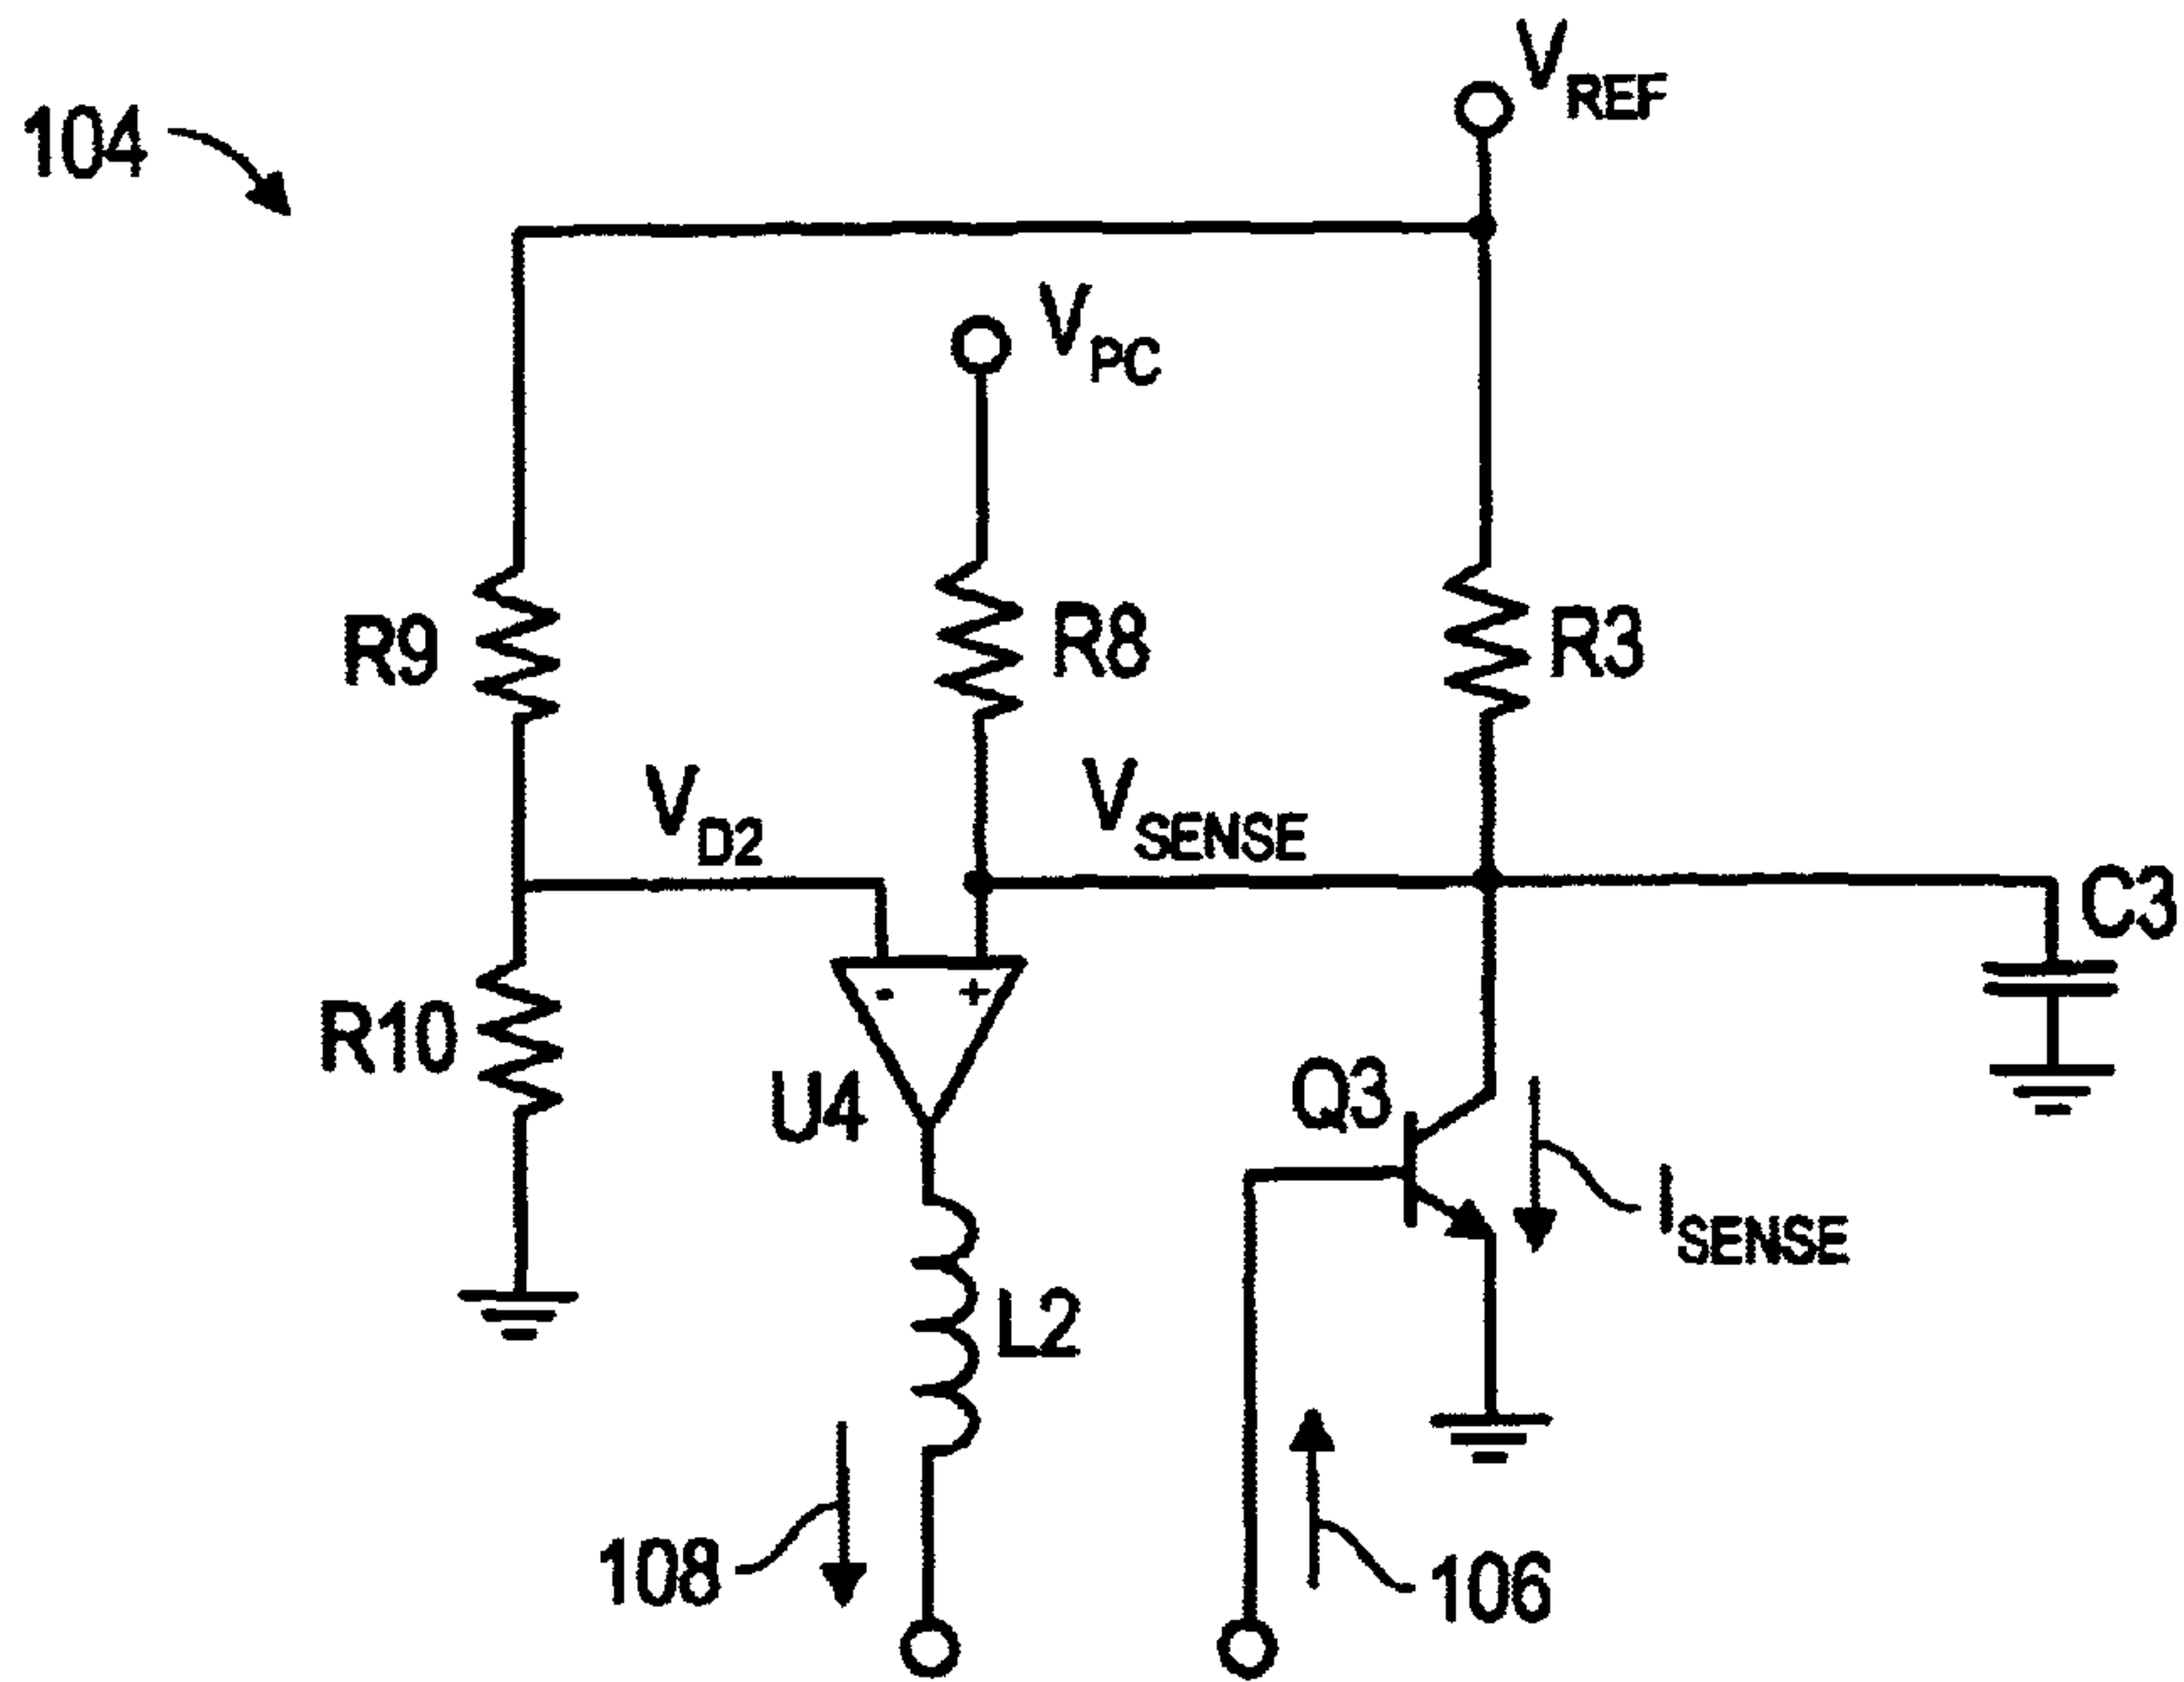 104
VREF
VPC
R9
R8
R3
VD2
VSENSE
C3
- +
R10
U4
Q3
ISENSE
L2
108
106